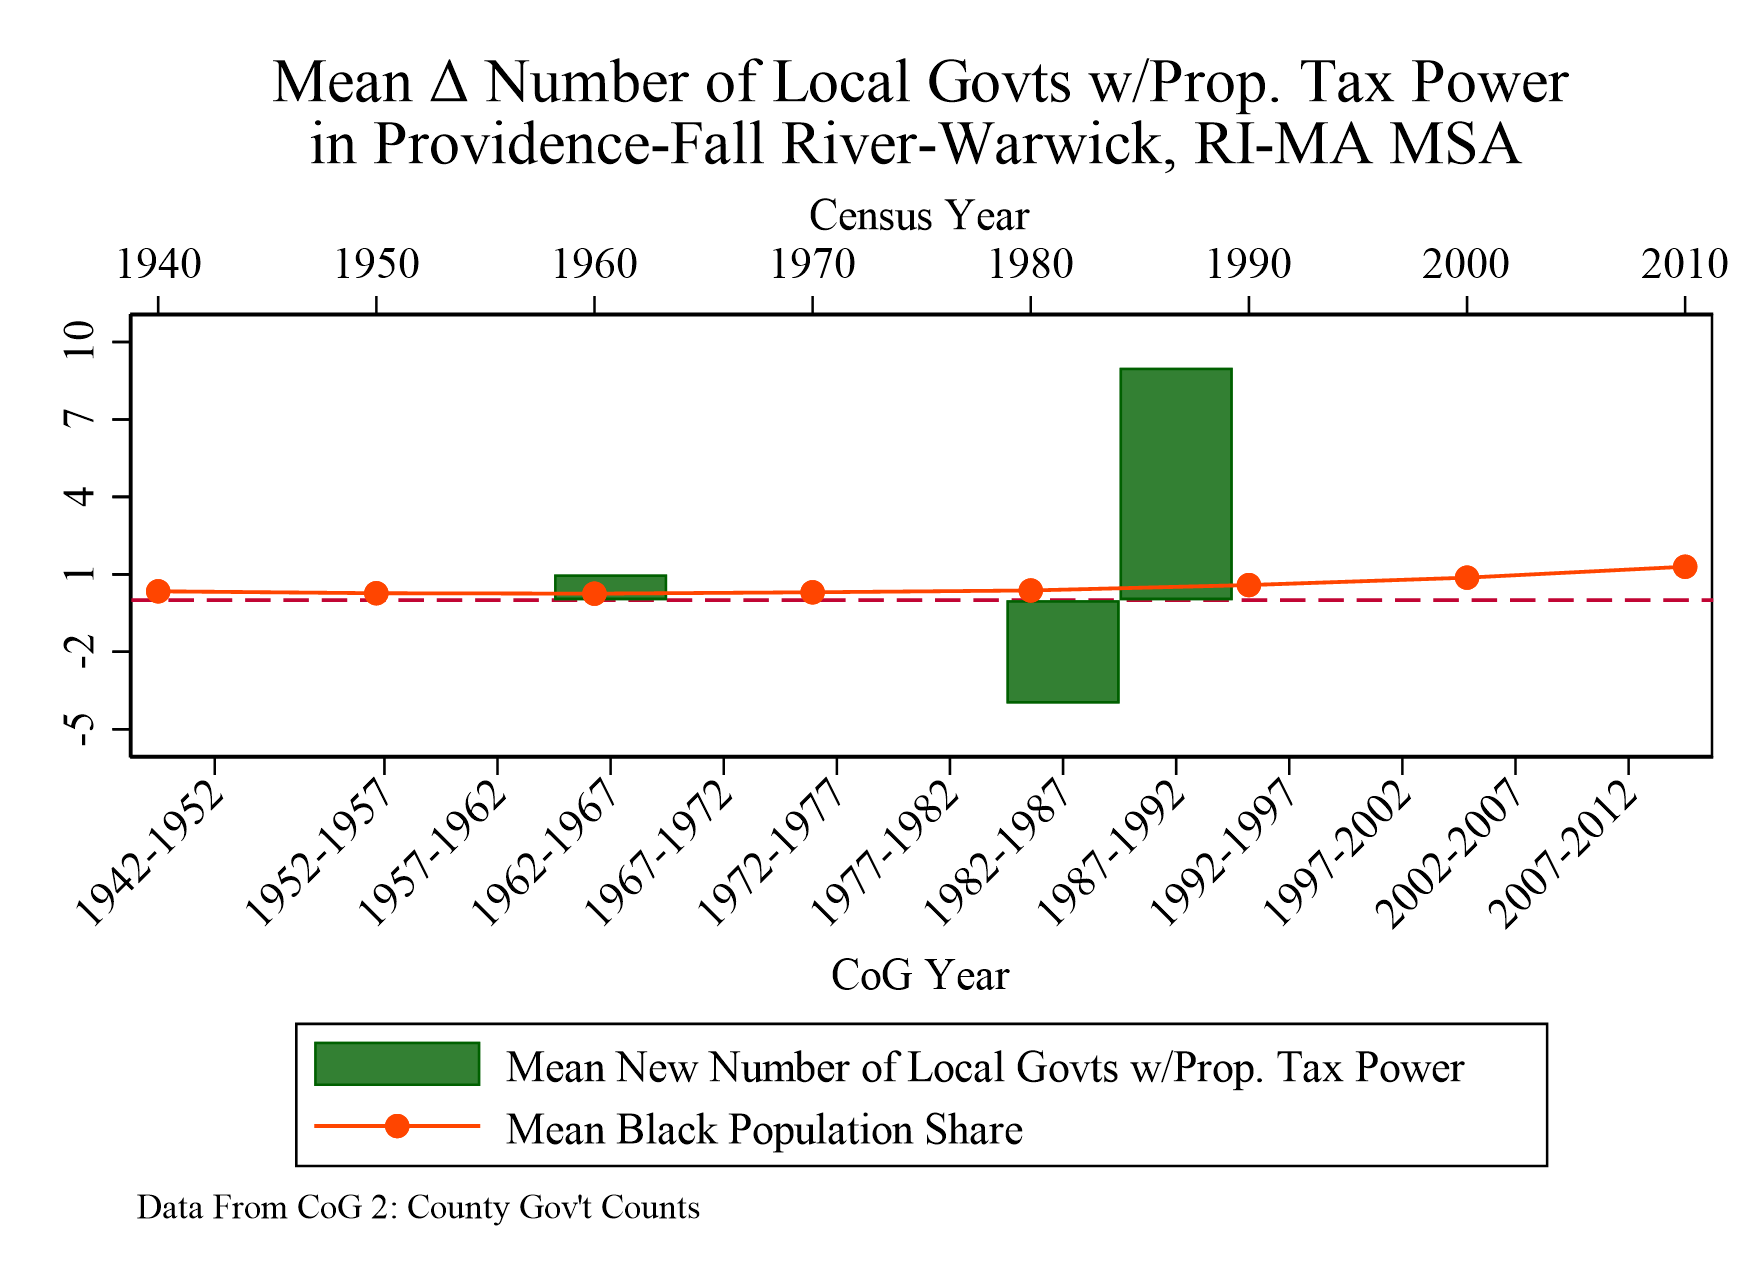 Mean Δ Number of Local Govts w/Prop. Tax Power
in Providence-Fall River-Warwick, RI-MA MSA
Census Year
1940 1950 1960 1970 1980 1990 2000 2010
10
7
4
1
-2
-5
1942-1952 1952-1957 1957-1962 1962-1967 1967-1972 1972-1977 1977-1982 1982-1987 1987-1992 1992-1997 1997-2002 2002-2007 2007-2012
CoG Year
Mean New Number of Local Govts w/Prop. Tax Power
Mean Black Population Share
Data From CoG 2: County Gov't Counts